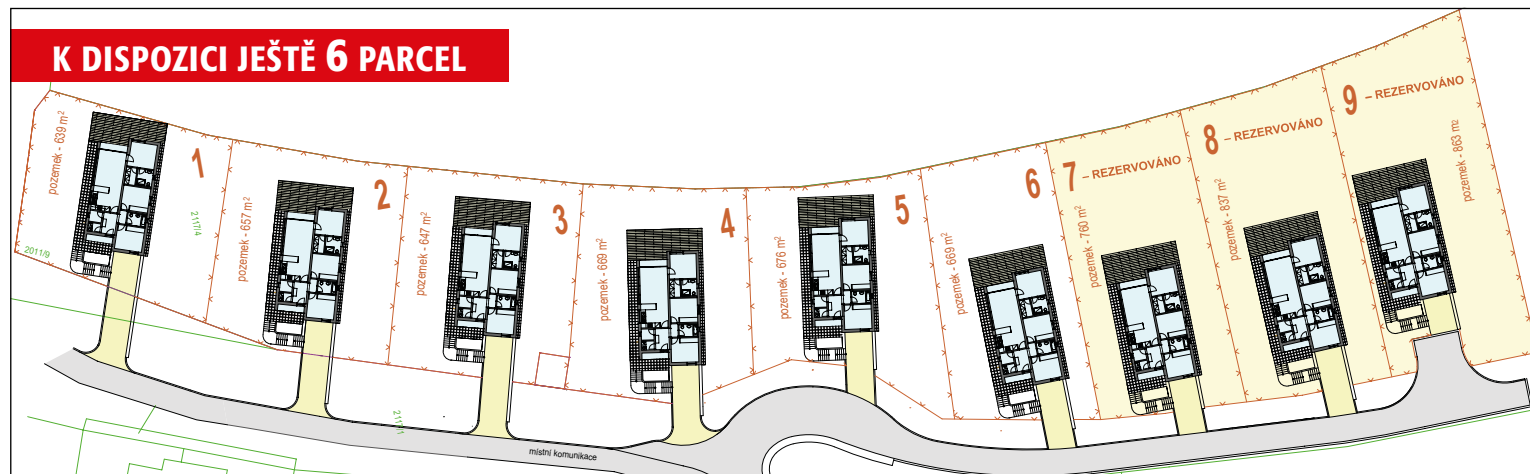 K DISPOZICI JEŠTĚ 6 PARCEL
pozemek - 639 m²
1
2117/4
2011/9
pozemek - 657 m²
2
pozemek - 647 m²
3
pozemek - 669 m²
4
pozemek - 676 m²
5
pozemek - 669 m²
6
7 – REZERVOVÁNO
pozemek - 760 m²
8 – REZERVOVÁNO
pozemek - 837 m²
9 – REZERVOVÁNO
pozemek - 863 m²
místní komunikace